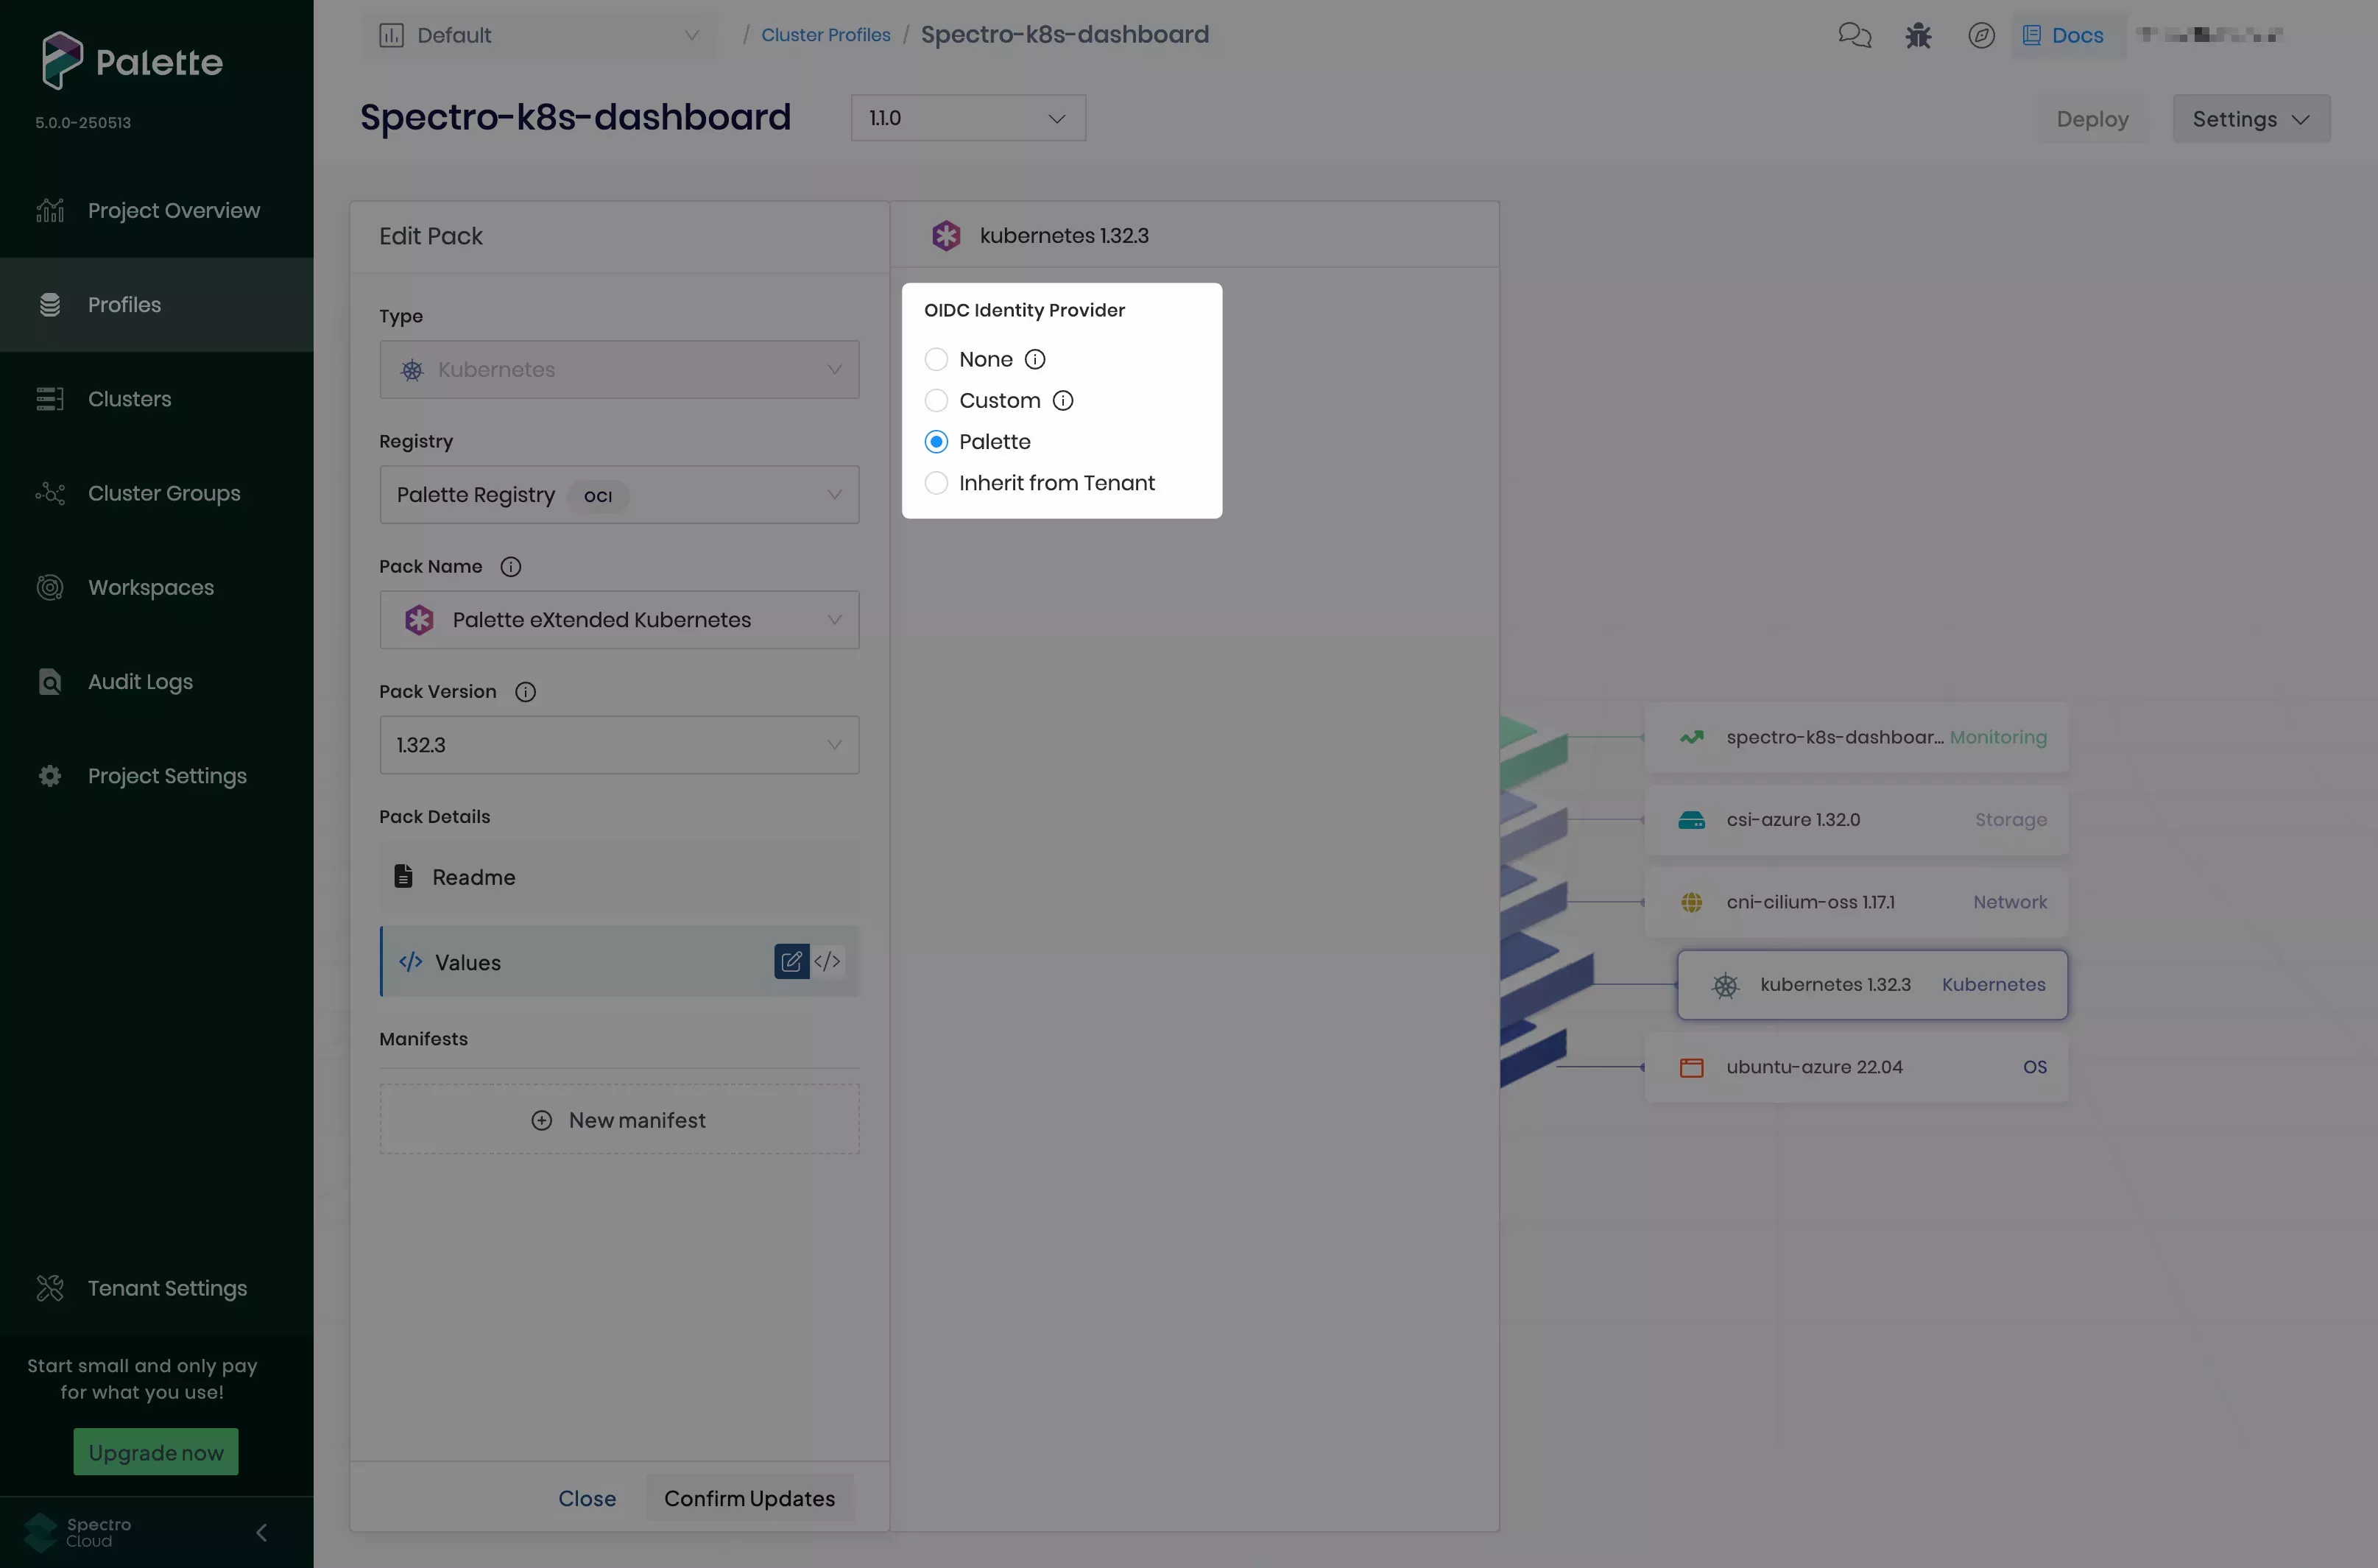 Palette
5.0.0-250513
Project Overview
Profiles
Clusters
Cluster Groups
Workspaces
Audit Logs
Project Settings
Tenant Settings
Start small and only pay
for what you use!
Upgrade now
Spectro
Cloud
Default
/ Cluster Profiles / Spectro-k8s-dashboard
Docs
Spectro-k8s-dashboard
1.1.0
Deploy
Settings
Edit Pack
Type
Kubernetes
Registry
Palette Registry OCI
Pack Name
Palette eXtended Kubernetes
Pack Version
1.32.3
Pack Details
Readme
</> Values </>
Manifests
New manifest
Close
Confirm Updates
kubernetes 1.32.3
OIDC Identity Provider
None
Custom
Palette
Inherit from Tenant
spectro-k8s-dashboar... Monitoring
csi-azure 1.32.0 Storage
cni-cilium-oss 1.17.1 Network
kubernetes 1.32.3 Kubernetes
ubuntu-azure 22.04 OS